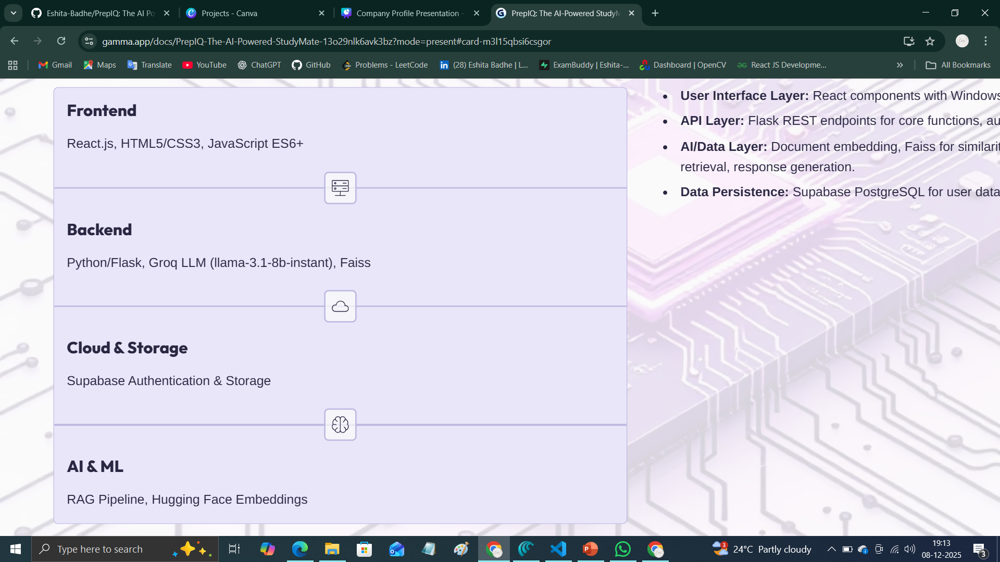 Eshita-Badhe/PrepIQ: The AI Po
Projects - Canva
Company Profile Presentation -
PrepIQ: The AI-Powered StudyM
gamma.app/docs/PrepIQ-The-AI-Powered-StudyMate-13o29nlk6avk3bz?mode=present#card-m3l15qbsi6csgor
Gmail
Maps
Translate
YouTube
ChatGPT
GitHub
Problems - LeetCode
(28) Eshita Badhe | L...
ExamBuddy | Eshita-...
Dashboard | OpenCV
React JS Developme...
All Bookmarks
Frontend
React.js, HTML5/CSS3, JavaScript ES6+
Backend
Python/Flask, Groq LLM (llama-3.1-8b-instant), Faiss
Cloud & Storage
Supabase Authentication & Storage
AI & ML
RAG Pipeline, Hugging Face Embeddings
User Interface Layer: React components with Windows
API Layer: Flask REST endpoints for core functions, au
AI/Data Layer: Document embedding, Faiss for similarit
retrieval, response generation.
Data Persistence: Supabase PostgreSQL for user data
Type here to search
3
24°C Partly cloudy
19:13
08-12-2025
3